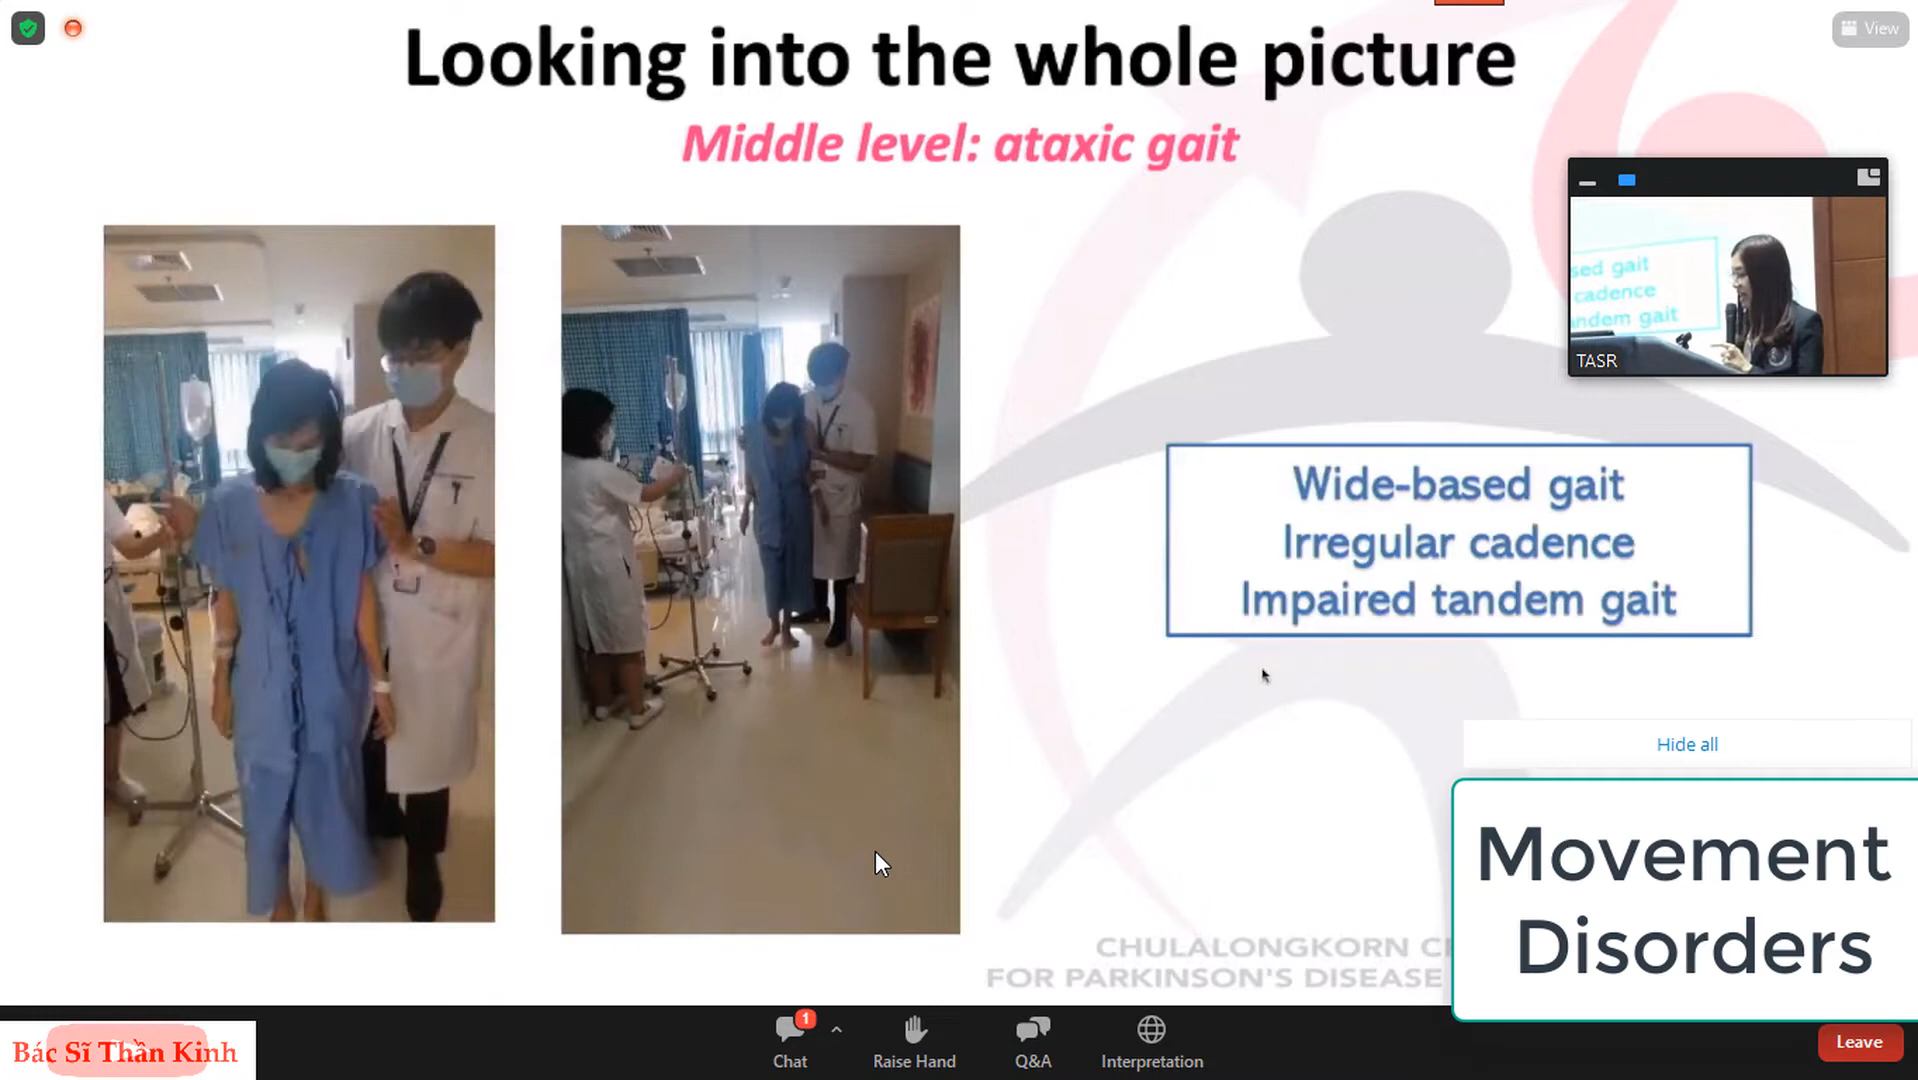 View
Looking into the whole picture
Middle level: ataxic gait
sed gait
cadence
andem gait
TASR
Wide-based gait
Irregular cadence
Impaired tandem gait
Hide all
Movement
Disorders
CHULALONGKORN C
FOR PARKINSON'S DISEASE
Bác Sĩ Thần Kinh
1
Chat
Raise Hand
Q&A
Interpretation
Leave